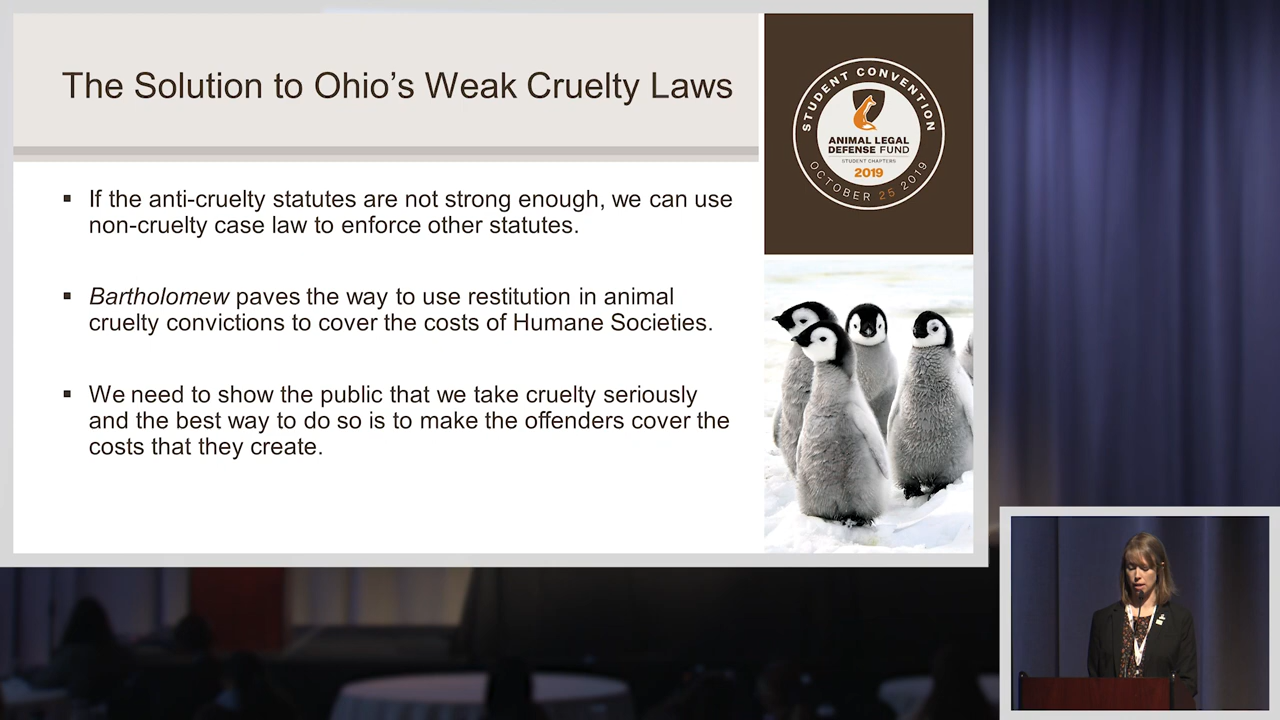 The Solution to Ohio’s Weak Cruelty Laws
▪ If the anti-cruelty statutes are not strong enough, we can use
non-cruelty case law to enforce other statutes.
▪ Bartholomew paves the way to use restitution in animal
cruelty convictions to cover the costs of Humane Societies.
▪ We need to show the public that we take cruelty seriously
and the best way to do so is to make the offenders cover the
costs that they create.
STUDENT CONVENTION
ANIMAL LEGAL
DEFENSE FUND
STUDENT CHAPTERS
2019
OCTOBER 25 2019